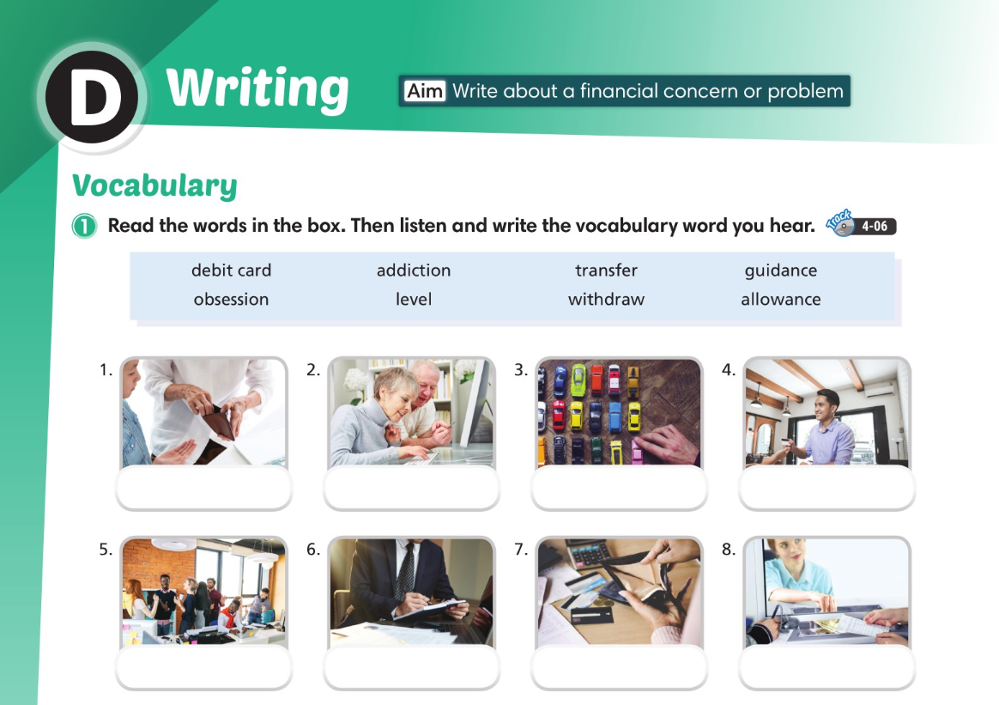 D
Writing
Aim Write about a financial concern or problem
Vocabulary
1 Read the words in the box. Then listen and write the vocabulary word you hear. Track 4-06
debit card addiction transfer guidance
obsession level withdraw allowance
1. 2. 3. 4.
5. 6. 7. 8.